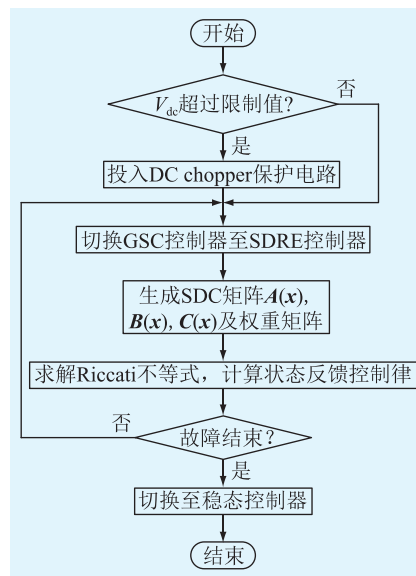 开始
V_dc超过限制值?
否
是
投入DC chopper保护电路
切换GSC控制器至SDRE控制器
生成SDC矩阵A(x),
B(x), C(x)及权重矩阵
求解Riccati不等式，计算状态反馈控制律
否
故障结束?
是
切换至稳态控制器
结束